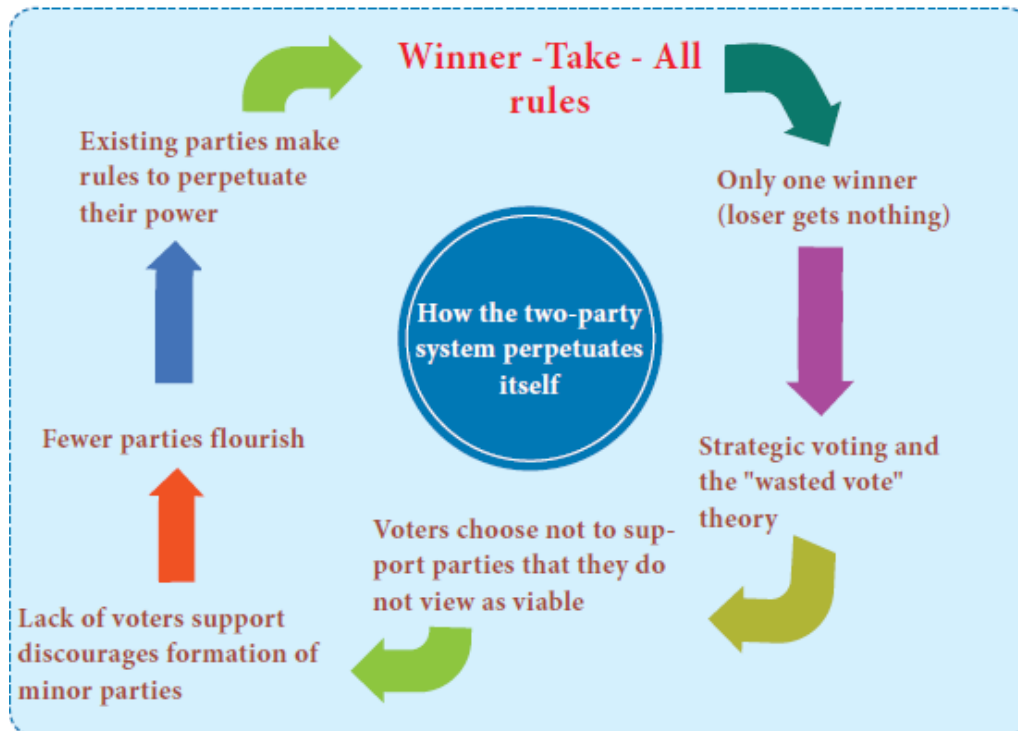 Winner -Take - All
rules
Only one winner
(loser gets nothing)
Strategic voting and
the "wasted vote"
theory
Voters choose not to sup-
port parties that they do
not view as viable
Lack of voters support
discourages formation of
minor parties
Fewer parties flourish
Existing parties make
rules to perpetuate
their power
How the two-party
system perpetuates
itself